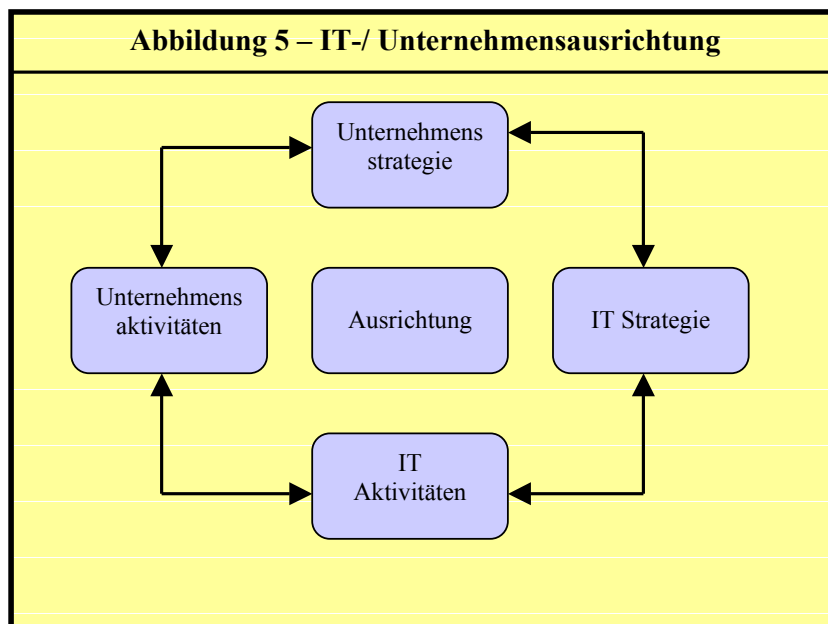 Abbildung 5 – IT-/ Unternehmensausrichtung
Unternehmens
strategie
Unternehmens
aktivitäten
Ausrichtung
IT Strategie
IT
Aktivitäten